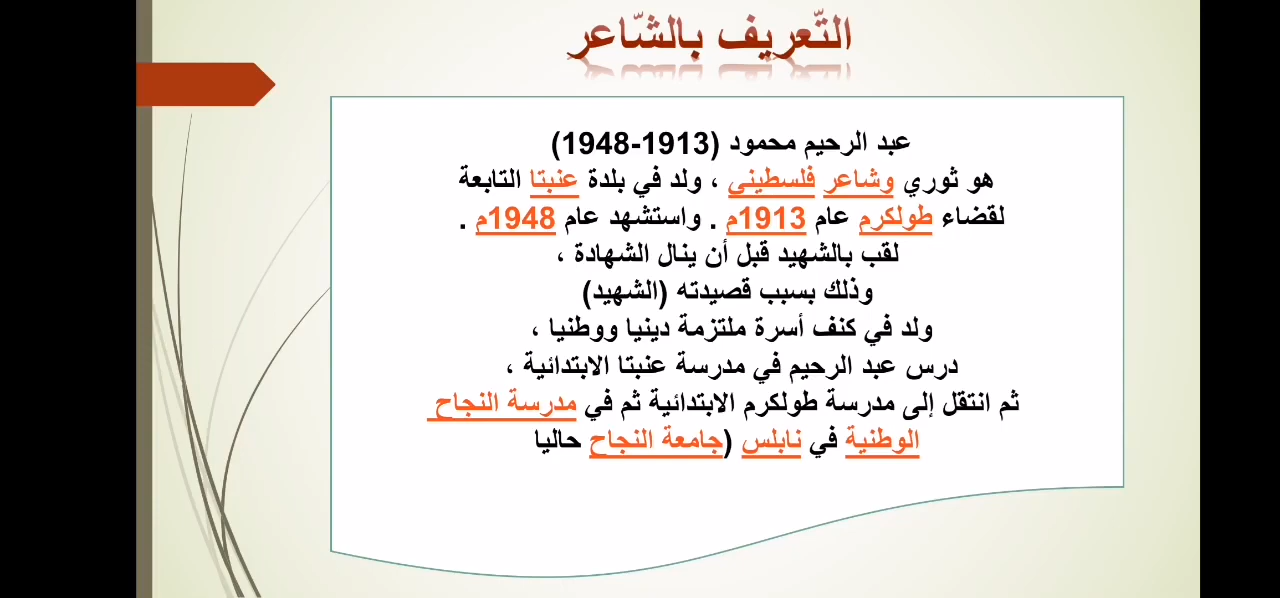 التّعريف بالشّاعر
عبد الرحيم محمود (1913-1948)
هو ثوري وشاعر فلسطيني ، ولد في بلدة عنبتا التابعة
لقضاء طولكرم عام 1913م . واستشهد عام 1948م .
لقب بالشهيد قبل أن ينال الشهادة ،
وذلك بسبب قصيدته (الشهيد)
ولد في كنف أسرة ملتزمة دينيا ووطنيا ،
درس عبد الرحيم في مدرسة عنبتا الابتدائية ،
ثم انتقل إلى مدرسة طولكرم الابتدائية ثم في مدرسة النجاح
الوطنية في نابلس (جامعة النجاح حاليا